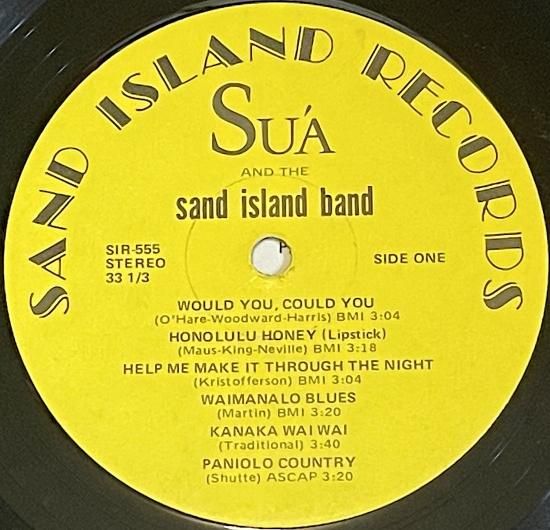 SAND ISLAND RECORDS
SUÁ
AND THE
sand island band
SIR-555
STEREO
33 1/3
SIDE ONE
WOULD YOU, COULD YOU
(O'Hare-Woodward-Harris) BMI 3:04
HONOLULU HONEY (Lipstick)
(Maus-King-Neville) BMI 3:18
HELP ME MAKE IT THROUGH THE NIGHT
(Kristofferson) BMI 3:04
WAIMANALO BLUES
(Martin) BMI 3:20
KANAKA WAI WAI
(Traditional) 3:40
PANIOLO COUNTRY
(Shutte) ASCAP 3:20